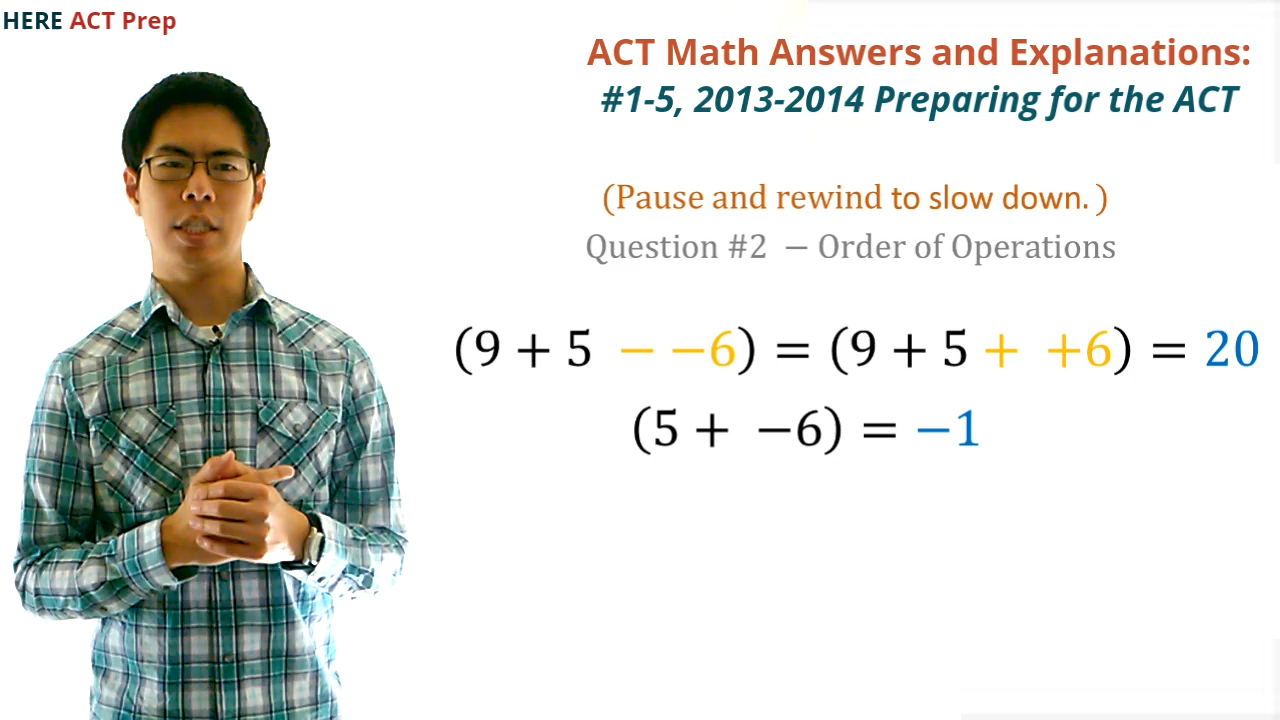 HERE ACT Prep
ACT Math Answers and Explanations:
#1-5, 2013-2014 Preparing for the ACT
(Pause and rewind to slow down. )
Question #2 − Order of Operations
(9 + 5 − −6) = (9 + 5 + +6) = 20
(5 + −6) = −1